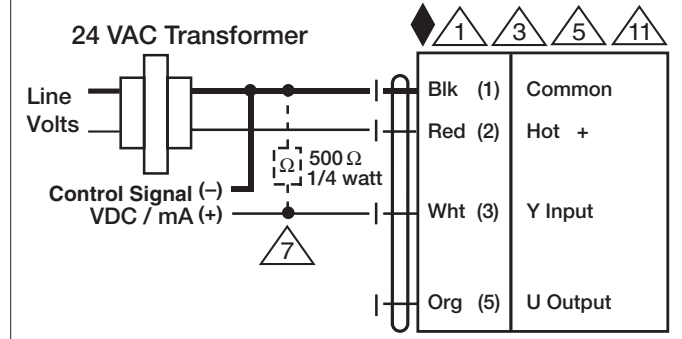 24 VAC Transformer
1 3 5 11
Line
Volts
Blk (1) Common
Red (2) Hot +
Ω 500 Ω
1/4 watt
Control Signal (–)
VDC / mA (+)
Wht (3) Y Input
7
Org (5) U Output